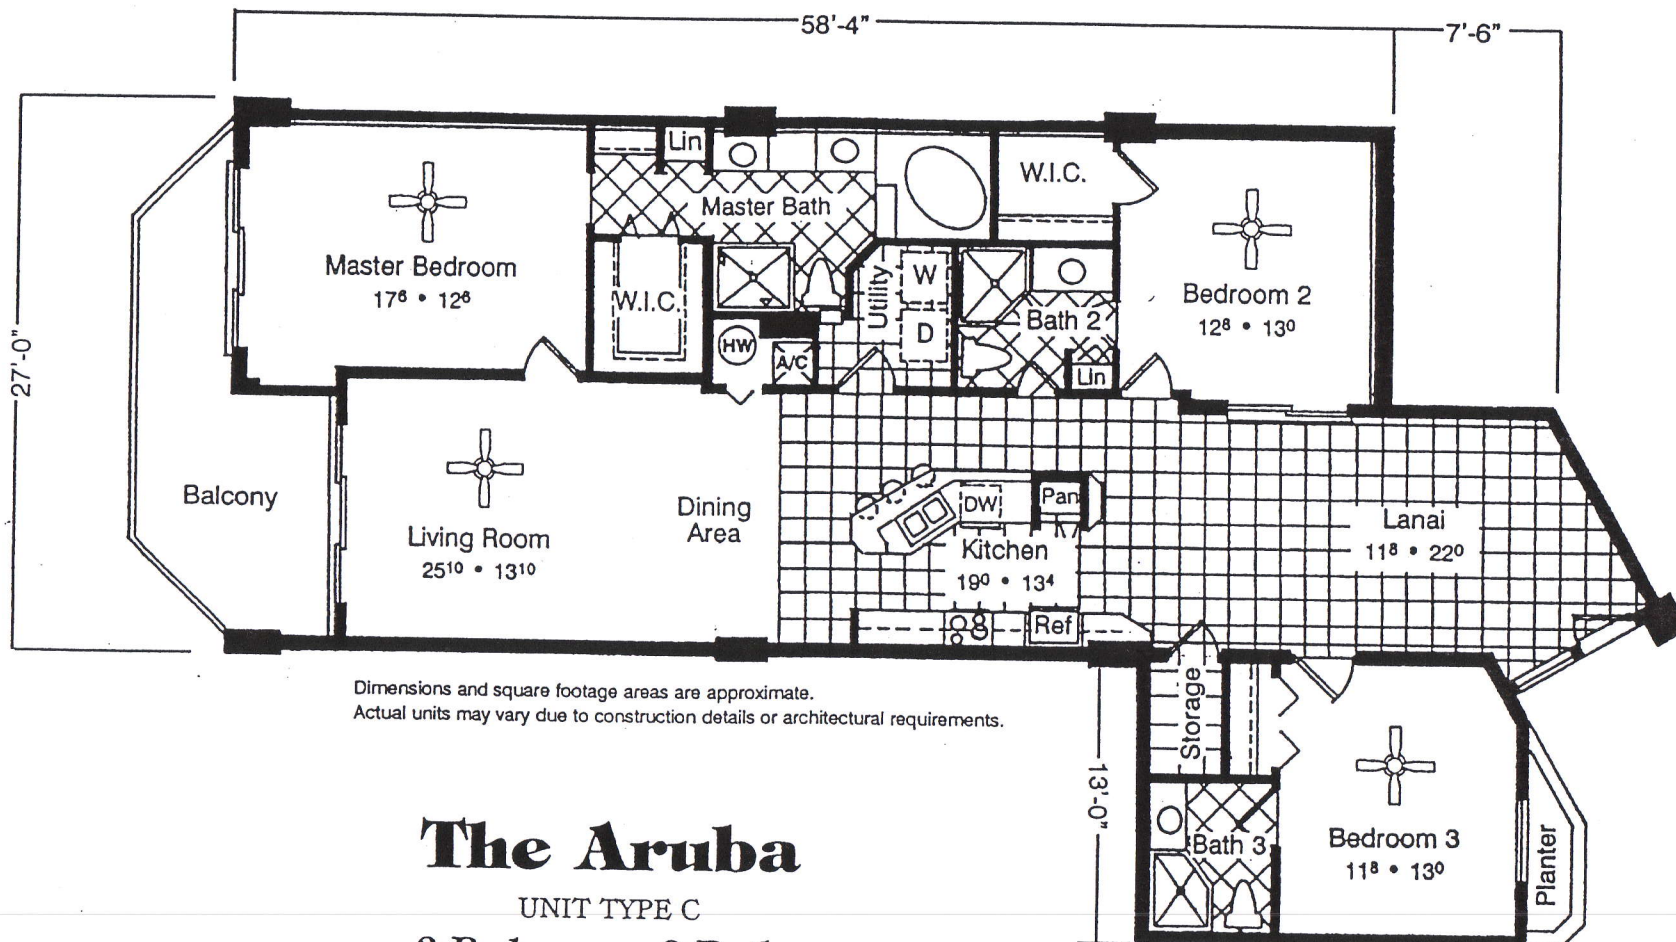 58'-4"
7'-6"
27'-0"
Lin
Master Bath
W.I.C.
Master Bedroom
17⁶ • 12⁶
W.I.C.
Utility
W
D
Bath 2
Lin
Bedroom 2
12⁸ • 13⁰
HW
A/C
Balcony
Living Room
25¹⁰ • 13¹⁰
Dining
Area
DW
Pan
Kitchen
19⁰ • 13⁴
Ref
Lanai
11⁸ • 22⁰
Dimensions and square footage areas are approximate.
Actual units may vary due to construction details or architectural requirements.
Storage
13'-0"
Bath 3
Bedroom 3
11⁸ • 13⁰
Planter
The Aruba
UNIT TYPE C